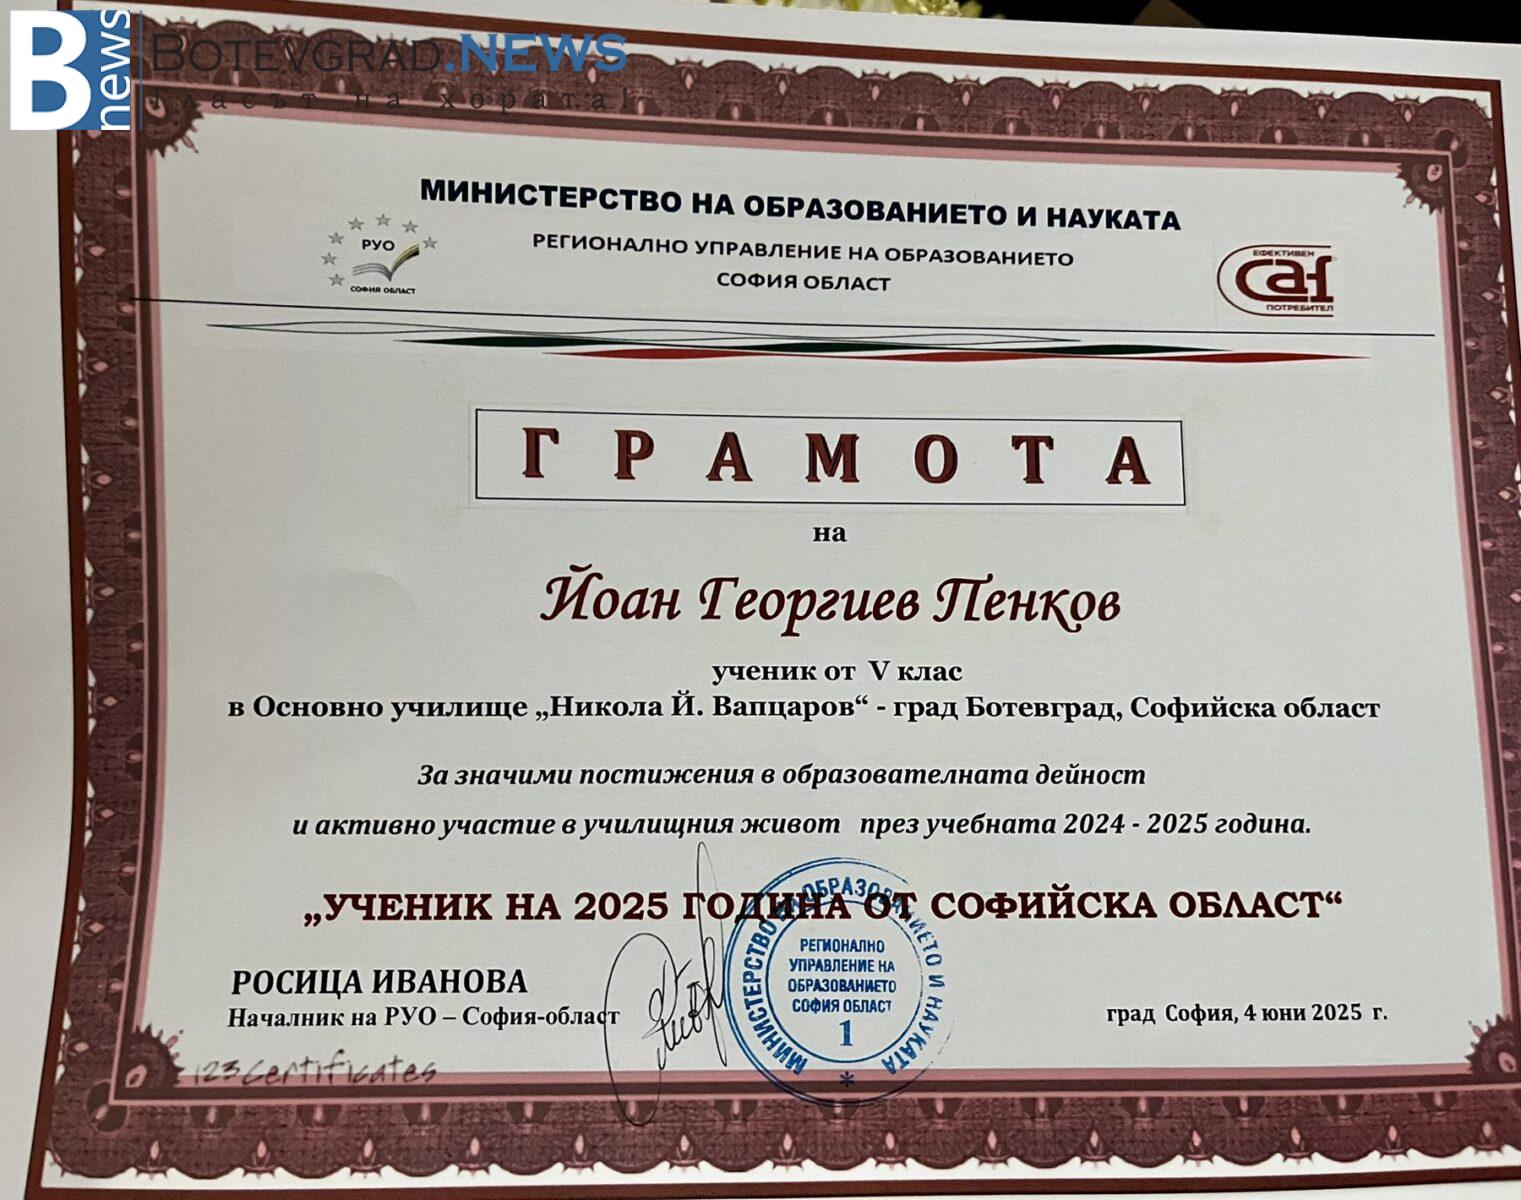 B news
BOTEVGRAD.NEWS
Гласът на хората!
МИНИСТЕРСТВО НА ОБРАЗОВАНИЕТО И НАУКАТА
РЕГИОНАЛНО УПРАВЛЕНИЕ НА ОБРАЗОВАНИЕТО
СОФИЯ ОБЛАСТ
РУО
СОФИЯ ОБЛАСТ
ЕФЕКТИВЕН
caf
ПОТРЕБИТЕЛ
ГРАМОТА
на
Йоан Георгиев Пенков
ученик от V клас
в Основно училище „Никола Й. Вапцаров“ - град Ботевград, Софийска област
За значими постижения в образователната дейност
и активно участие в училищния живот през учебната 2024 - 2025 година.
„УЧЕНИК НА 2025 ГОДИНА ОТ СОФИЙСКА ОБЛАСТ“
РОСИЦА ИВАНОВА
Началник на РУО – София-област
град София, 4 юни 2025 г.
МИНИСТЕРСТВО НА ОБРАЗОВАНИЕТО И НАУКАТА
РЕГИОНАЛНО
УПРАВЛЕНИЕ НА
ОБРАЗОВАНИЕТО
СОФИЯ ОБЛАСТ
1
*
123certificates